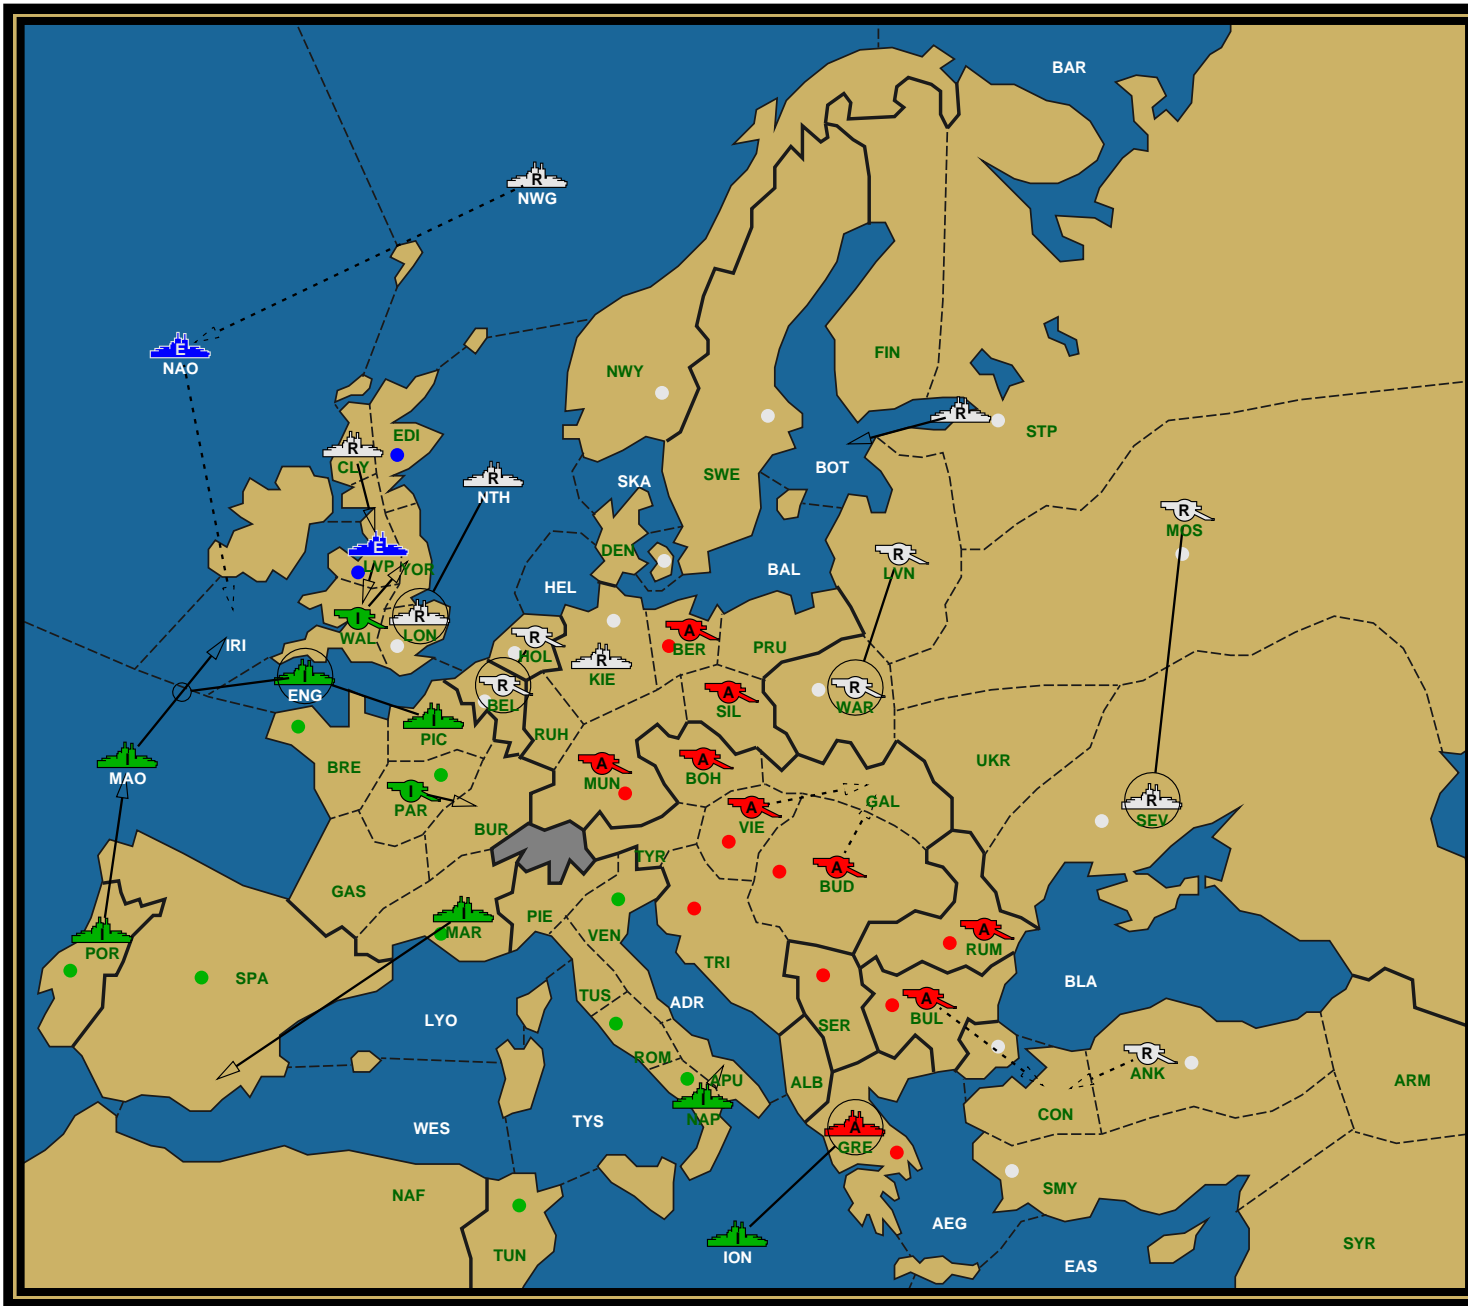 BAR
R
NWG
E
NAO
FIN
NWY
R
EDI
STP
R
CLY
BOT
SWE
SKA
R
NTH
R
MOS
E
LVP
YOR
DEN
R
LVN
BAL
HEL
I
WAL
R
LON
IRI
R
HOL
A
BER
PRU
R
KIE
I
ENG
R
BEL
A
SIL
R
WAR
I
PIC
RUH
I
MAO
BRE
A
MUN
A
BOH
UKR
I
PAR
A
VIE
GAL
R
SEV
BUR
TYR
A
BUD
GAS
I
MAR
PIE
I
POR
VEN
A
RUM
SPA
TRI
BLA
TUS
ADR
A
BUL
LYO
SER
ROM
R
ANK
APU
ALB
ARM
I
NAP
CON
WES
TYS
A
GRE
NAF
SMY
AEG
I
ION
TUN
SYR
EAS